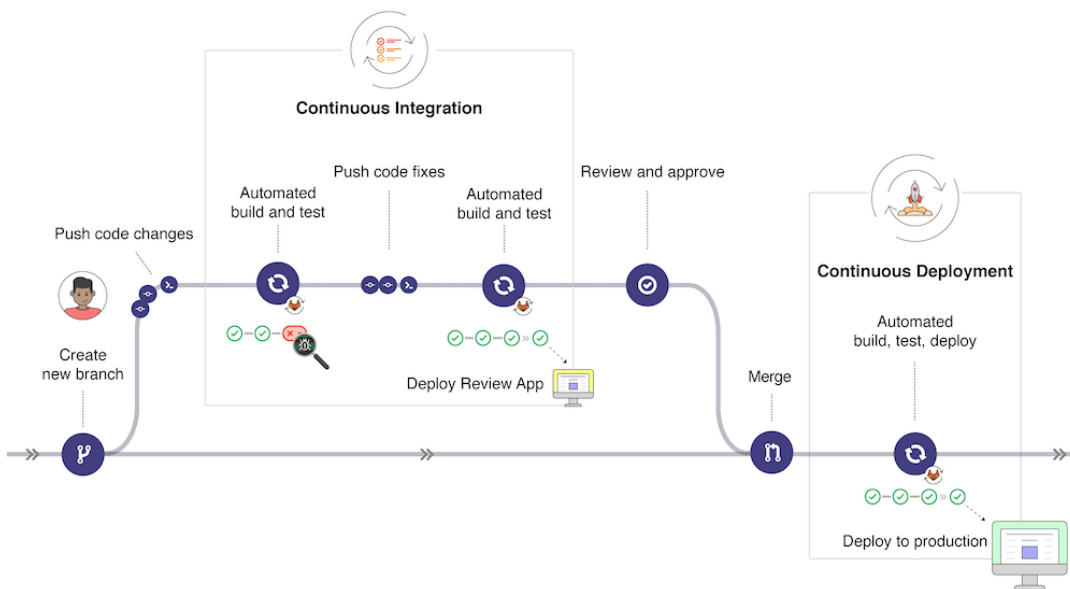 Continuous Integration
Push code fixes
Review and approve
Automated
build and test
Automated
build and test
Push code changes
Continuous Deployment
Automated
build, test, deploy
Create
new branch
Deploy Review App
Merge
Deploy to production